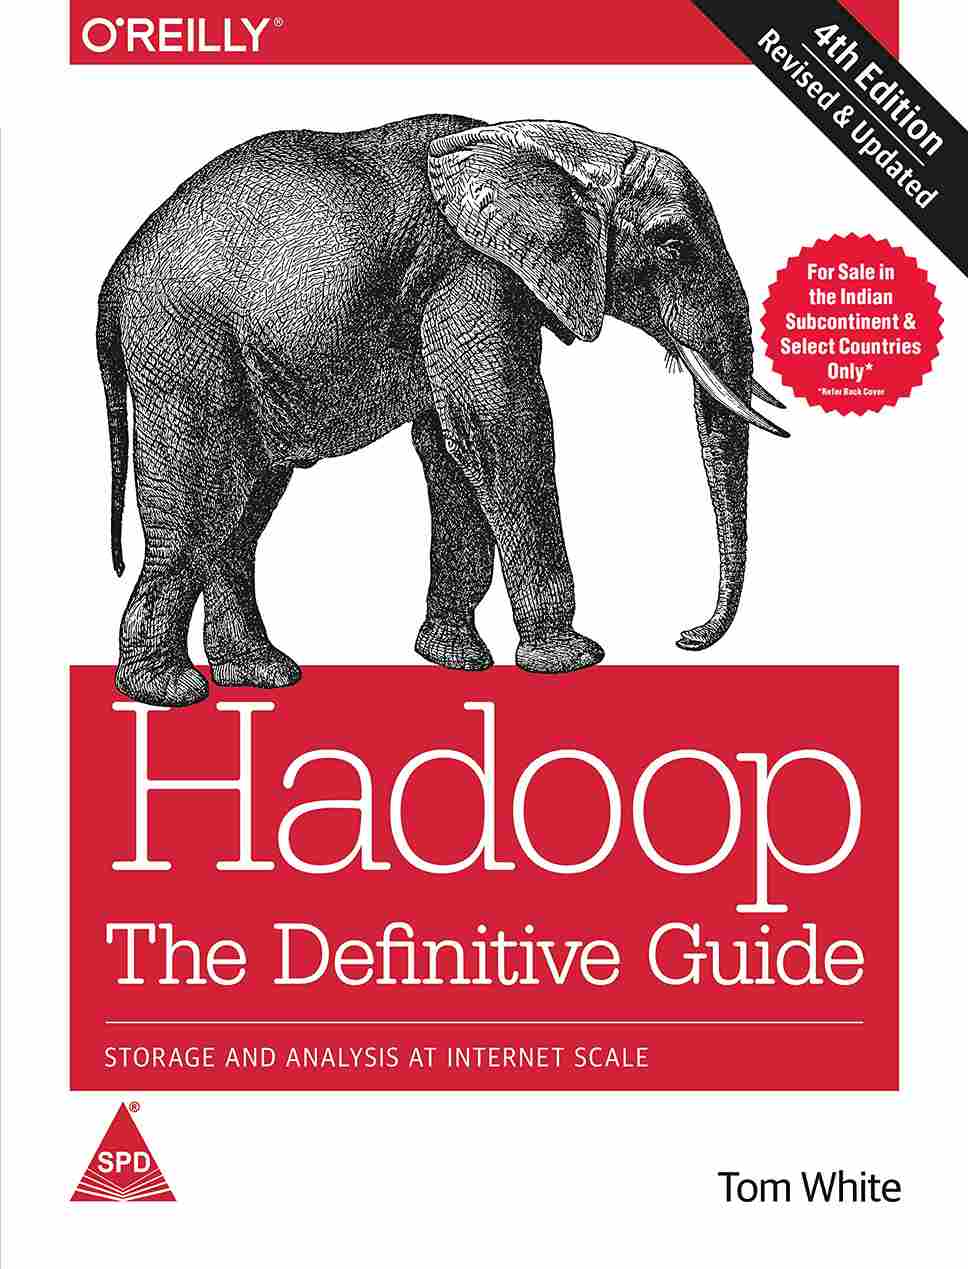 O'REILLY®
4th Edition
Revised & Updated
For Sale in
the Indian
Subcontinent &
Select Countries
Only*
*Refer Back Cover
Hadoop
The Definitive Guide
STORAGE AND ANALYSIS AT INTERNET SCALE
SPD®
Tom White